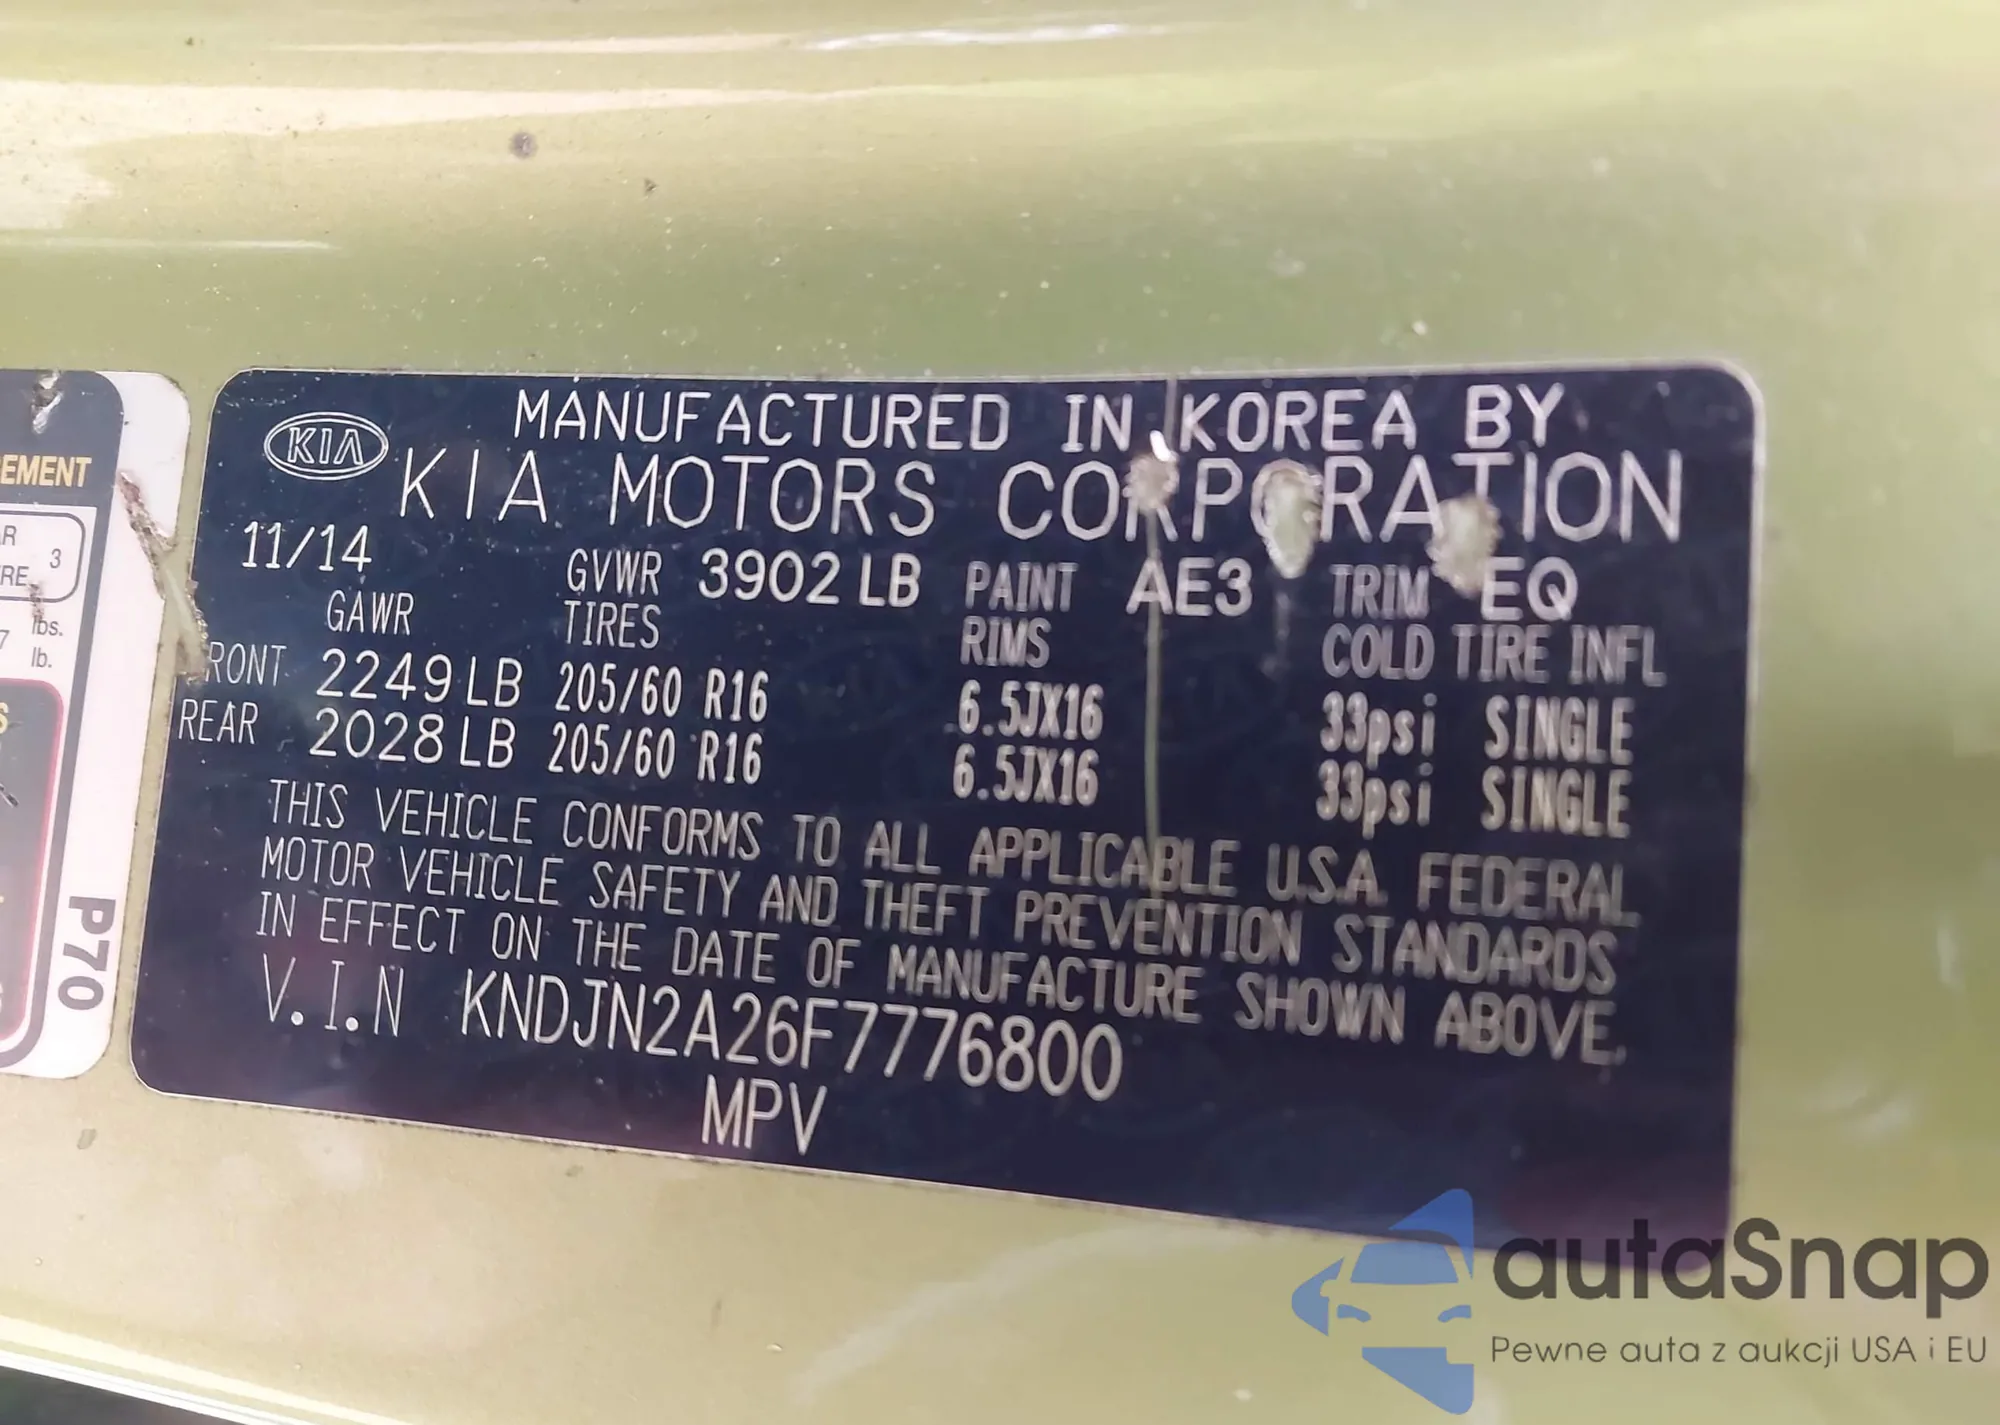 EMENT
AR
3
RE
7 lbs.
lb.
S
P70
KIA
MANUFACTURED IN KOREA BY
KIA MOTORS CORPORATION
11/14 GVWR 3902 LB PAINT AE3 TRIM EQ
GAWR TIRES RIMS COLD TIRE INFL
RONT 2249 LB 205/60 R16 6.5JX16 33psi SINGLE
REAR 2028 LB 205/60 R16 6.5JX16 33psi SINGLE
THIS VEHICLE CONFORMS TO ALL APPLICABLE U.S.A. FEDERAL
MOTOR VEHICLE SAFETY AND THEFT PREVENTION STANDARDS
IN EFFECT ON THE DATE OF MANUFACTURE SHOWN ABOVE.
V.I.N KNDJN2A26F7776800
MPV
autaSnap
Pewne auta z aukcji USA i EU